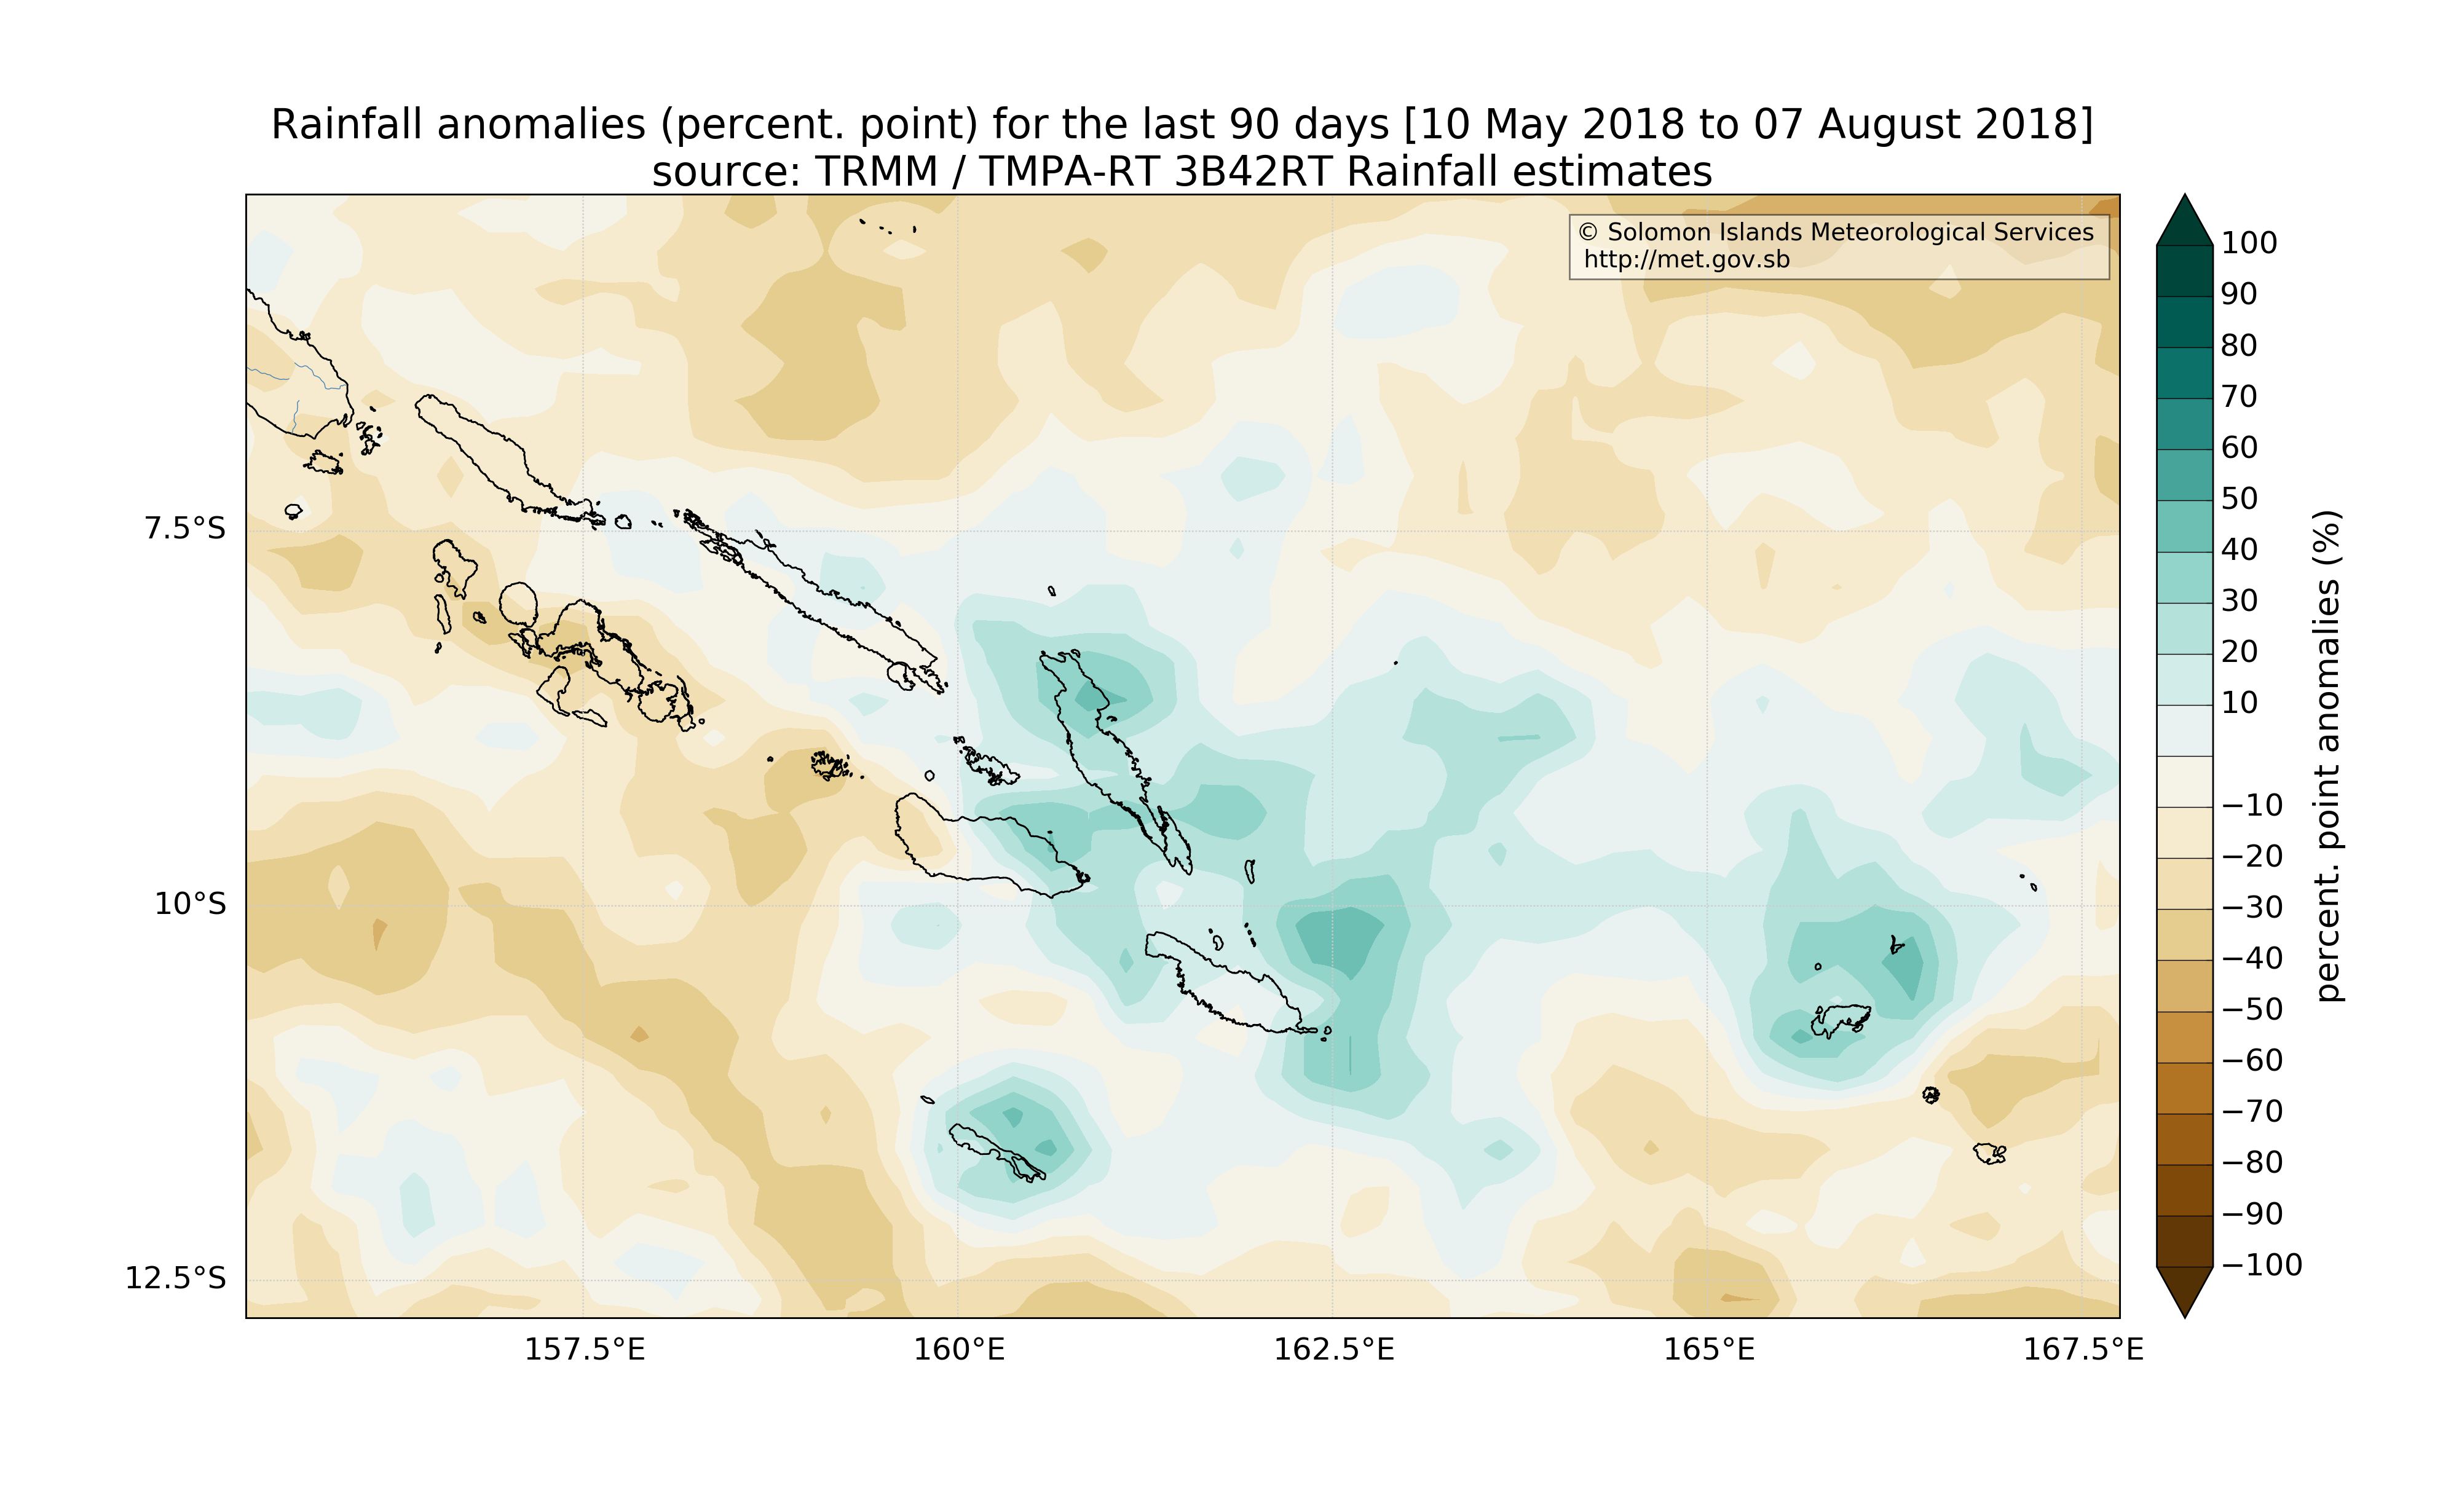 Rainfall anomalies (percent. point) for the last 90 days [10 May 2018 to 07 August 2018]
source: TRMM / TMPA-RT 3B42RT Rainfall estimates
© Solomon Islands Meteorological Services
http://met.gov.sb
7.5°S
10°S
12.5°S
157.5°E
160°E
162.5°E
165°E
167.5°E
100
90
80
70
60
50
40
30
20
10
−10
−20
−30
−40
−50
−60
−70
−80
−90
−100
percent. point anomalies (%)